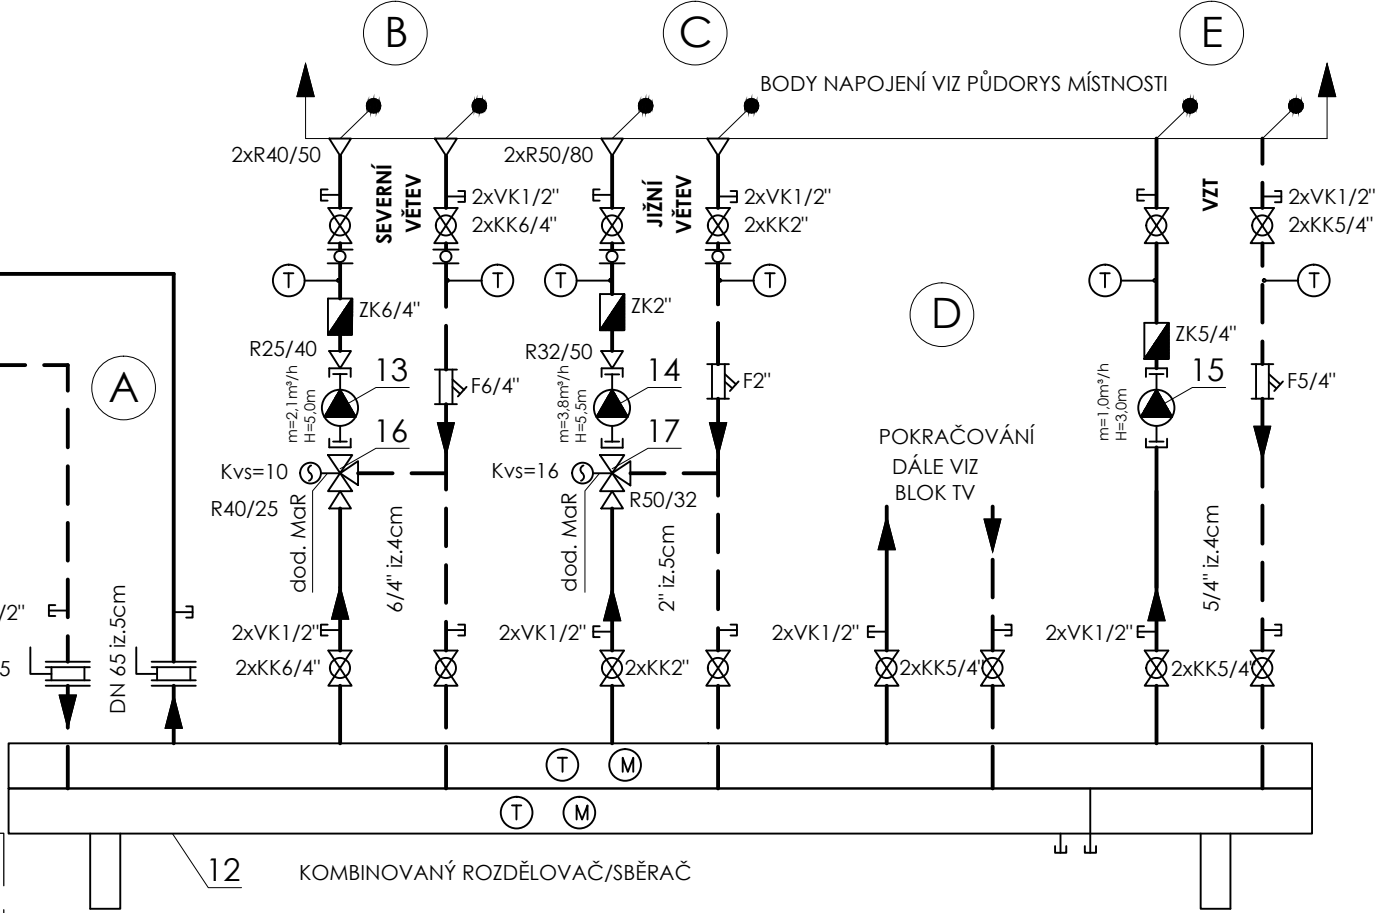 B
C
E
BODY NAPOJENÍ VIZ PŮDORYS MÍSTNOSTI
2xR40/50
2xR50/80
SEVERNÍ
VĚTEV
JIŽNÍ
VĚTEV
VZT
2xVK1/2"
2xKK6/4"
2xVK1/2"
2xKK2"
2xVK1/2"
2xKK5/4"
T
T
T
T
T
T
ZK6/4"
ZK2"
ZK5/4"
D
A
R25/40
R32/50
m=2,1m³/h
H=5,0m
13
F6/4"
m=3,8m³/h
H=5,5m
14
F2"
m=1,0m³/h
H=3,0m
15
F5/4"
16
17
POKRAČOVÁNÍ
DÁLE VIZ
BLOK TV
Kvs=10
S
Kvs=16
S
R40/25
R50/32
dod. MaR
6/4" iz.4cm
dod. MaR
2" iz.5cm
5/4" iz.4cm
/2"
5
DN 65 iz.5cm
2xVK1/2"
2xKK6/4"
2xVK1/2"
2xKK2"
2xVK1/2"
2xKK5/4"
2xVK1/2"
2xKK5/4"
T
M
T
M
12
KOMBINOVANÝ ROZDĚLOVAČ/SBĚRAČ